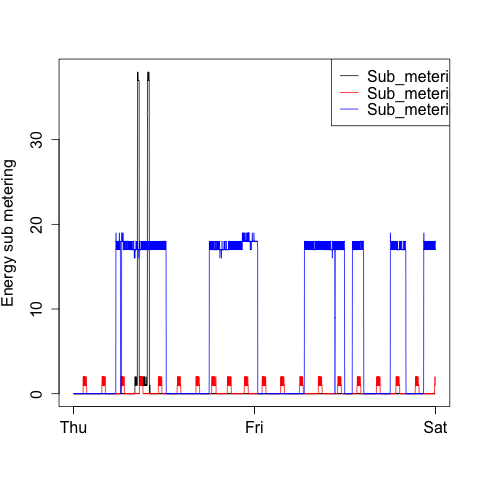 Sub_meteri
Sub_meteri
Sub_meteri
Energy sub metering
30
20
10
0
Thu Fri Sat